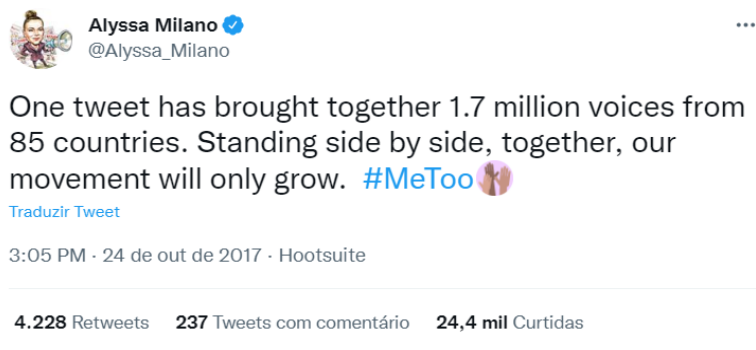 Alyssa Milano
@Alyssa_Milano
One tweet has brought together 1.7 million voices from
85 countries. Standing side by side, together, our
movement will only grow. #MeToo
Traduzir Tweet
3:05 PM · 24 de out de 2017 · Hootsuite
4.228 Retweets 237 Tweets com comentário 24,4 mil Curtidas